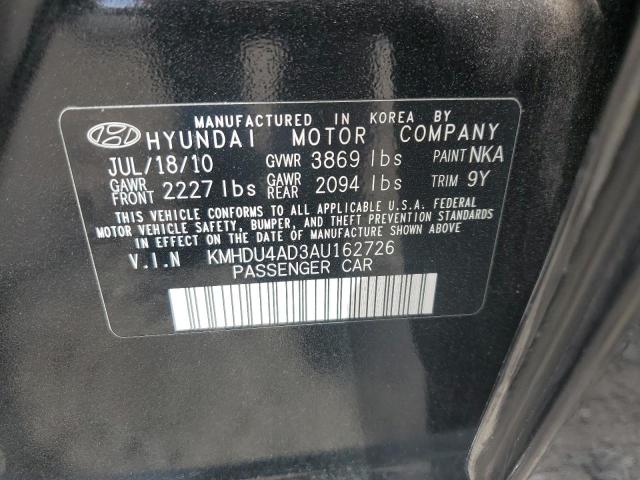 MANUFACTURED IN KOREA BY
HYUNDAI MOTOR COMPANY
JUL/18/10 GVWR 3869 lbs PAINT NKA
GAWR FRONT 2227 lbs GAWR REAR 2094 lbs TRIM 9Y
THIS VEHICLE CONFORMS TO ALL APPLICABLE U.S.A. FEDERAL
MOTOR VEHICLE SAFETY, BUMPER, AND THEFT PREVENTION STANDARDS
IN EFFECT ON THE DATE OF MANUFACTURE SHOWN ABOVE
V.I.N KMHDU4AD3AU162726
PASSENGER CAR